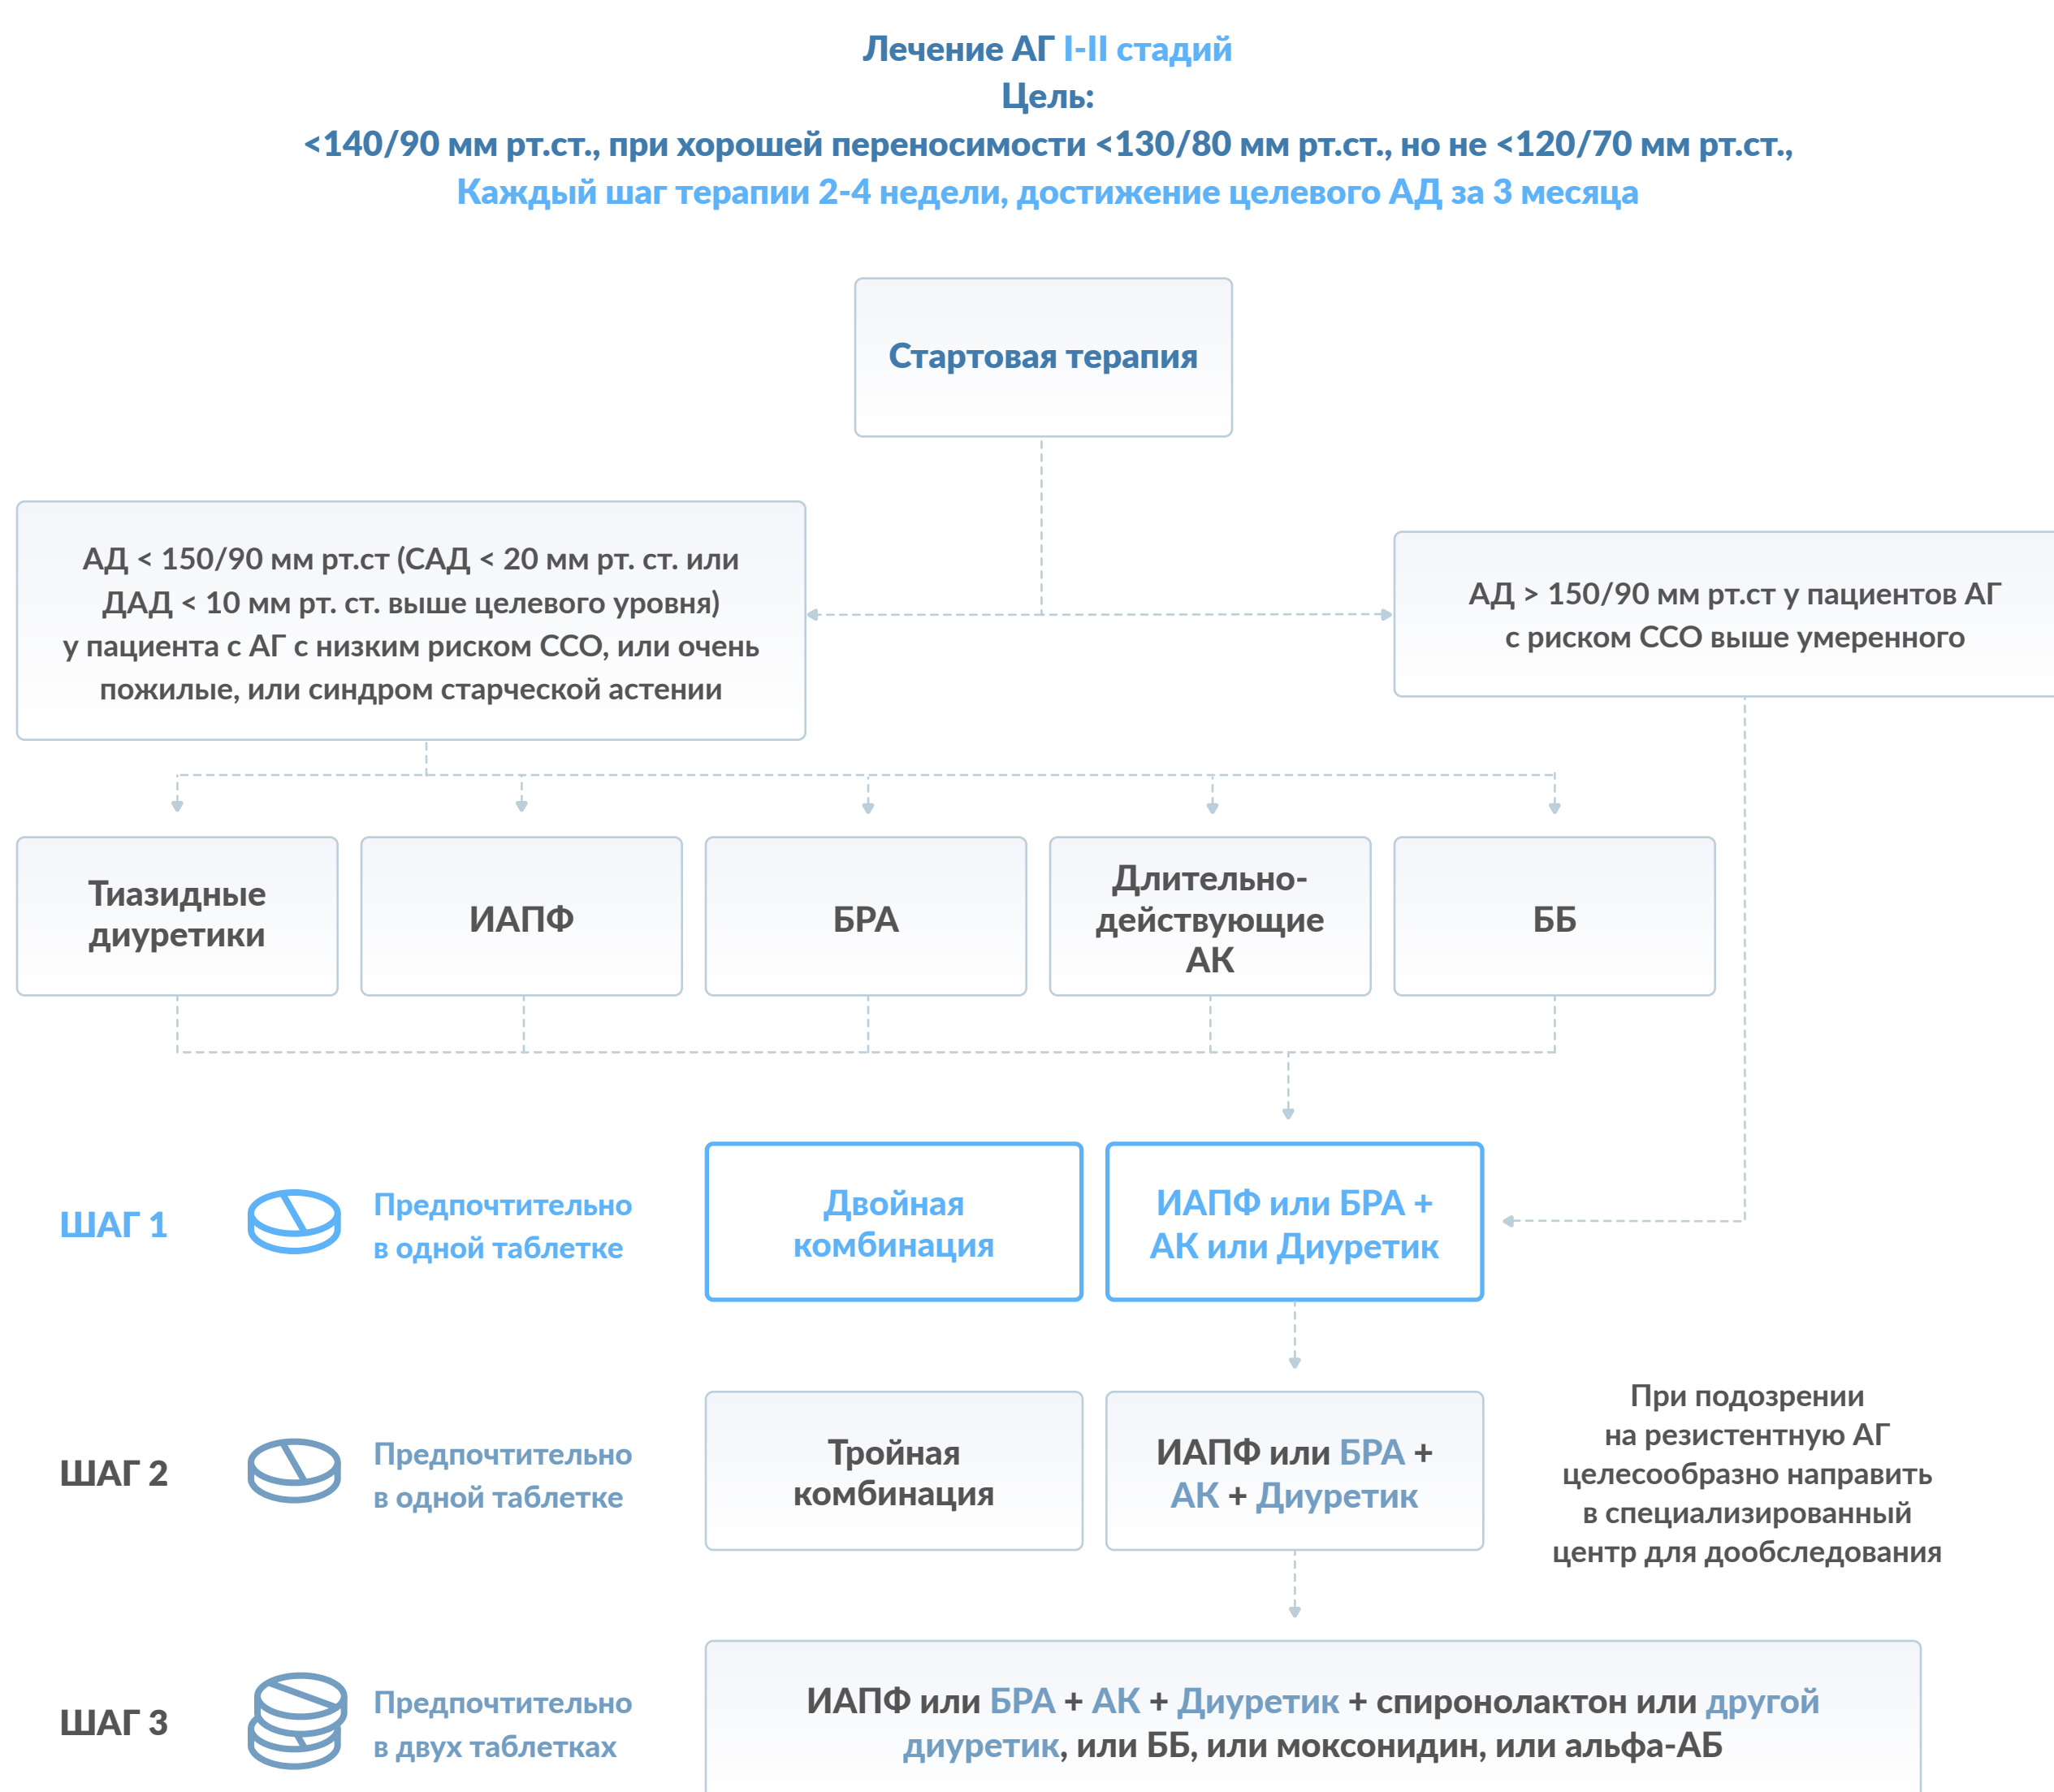 Лечение АГ I-II стадий
Цель:
<140/90 мм рт.ст., при хорошей переносимости <130/80 мм рт.ст., но не <120/70 мм рт.ст.,
Каждый шаг терапии 2-4 недели, достижение целевого АД за 3 месяца
Стартовая терапия
АД < 150/90 мм рт.ст (САД < 20 мм рт. ст. или
ДАД < 10 мм рт. ст. выше целевого уровня)
у пациента с АГ с низким риском ССО, или очень
пожилые, или синдром старческой астении
АД > 150/90 мм рт.ст у пациентов АГ
с риском ССО выше умеренного
Тиазидные
диуретики
ИАПФ
БРА
Длительно-
действующие
АК
ББ
ШАГ 1
Предпочтительно
в одной таблетке
Двойная
комбинация
ИАПФ или БРА +
АК или Диуретик
ШАГ 2
Предпочтительно
в одной таблетке
Тройная
комбинация
ИАПФ или БРА +
АК + Диуретик
При подозрении
на резистентную АГ
целесообразно направить
в специализированный
центр для дообследования
ШАГ 3
Предпочтительно
в двух таблетках
ИАПФ или БРА + АК + Диуретик + спиронолактон или другой
диуретик, или ББ, или моксонидин, или альфа-АБ